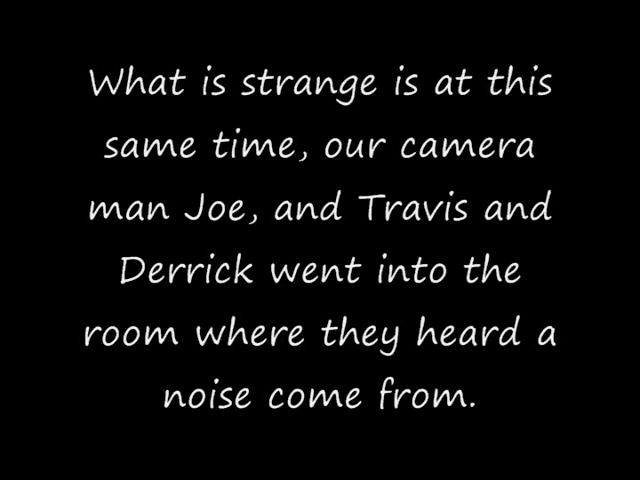 What is strange is at this
same time, our camera
man Joe, and Travis and
Derrick went into the
room where they heard a
noise come from.